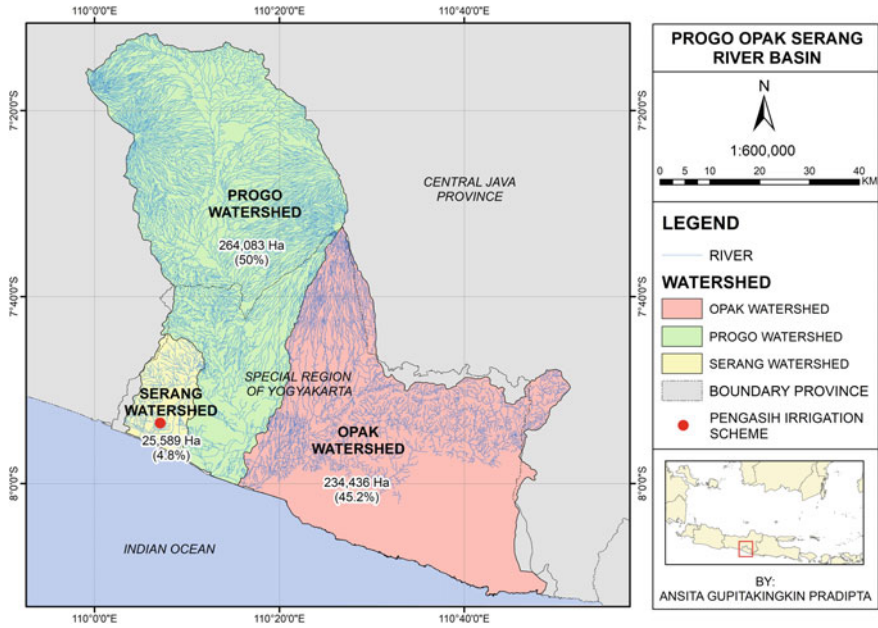 110°0'0"E
110°20'0"E
110°40'0"E
7°20'0"S
7°40'0"S
8°0'0"S
7°20'0"S
7°40'0"S
8°0'0"S
110°0'0"E
110°20'0"E
110°40'0"E
PROGO
WATERSHED
264,083 Ha
(50%)
CENTRAL JAVA
PROVINCE
SPECIAL REGION
OF YOGYAKARTA
SERANG
WATERSHED
25,589 Ha
(4.8%)
OPAK
WATERSHED
234,436 Ha
(45.2%)
INDIAN OCEAN
PROGO OPAK SERANG
RIVER BASIN
N
1:600,000
0 5 10 20 30 40
KM
LEGEND
RIVER
WATERSHED
OPAK WATERSHED
PROGO WATERSHED
SERANG WATERSHED
BOUNDARY PROVINCE
PENGASIH IRRIGATION
SCHEME
BY:
ANSITA GUPITAKINGKIN PRADIPTA